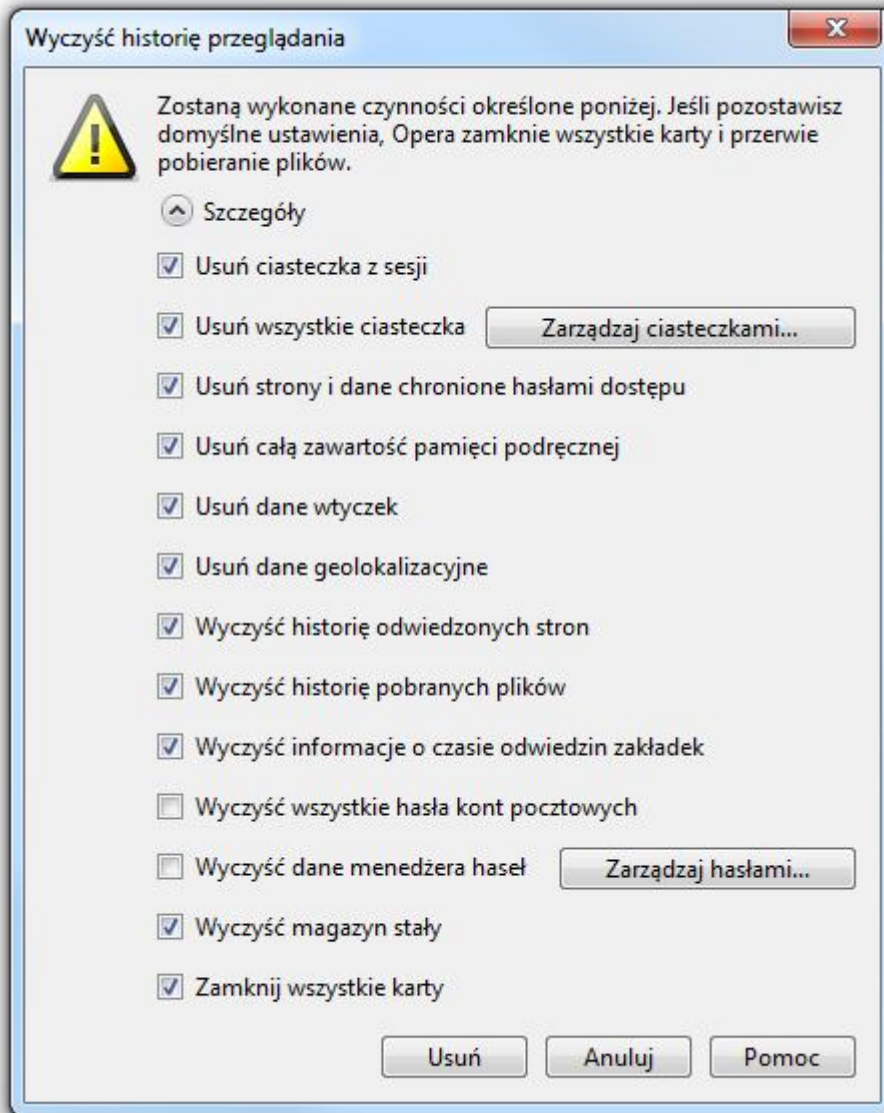 Wyczyść historię przeglądania
Zostaną wykonane czynności określone poniżej. Jeśli pozostawisz
domyślne ustawienia, Opera zamknie wszystkie karty i przerwie
pobieranie plików.
Szczegóły
Usuń ciasteczka z sesji
Usuń wszystkie ciasteczka Zarządzaj ciasteczkami...
Usuń strony i dane chronione hasłami dostępu
Usuń całą zawartość pamięci podręcznej
Usuń dane wtyczek
Usuń dane geolokalizacyjne
Wyczyść historię odwiedzonych stron
Wyczyść historię pobranych plików
Wyczyść informacje o czasie odwiedzin zakładek
Wyczyść wszystkie hasła kont pocztowych
Wyczyść dane menedżera haseł Zarządzaj hasłami...
Wyczyść magazyn stały
Zamknij wszystkie karty
Usuń Anuluj Pomoc